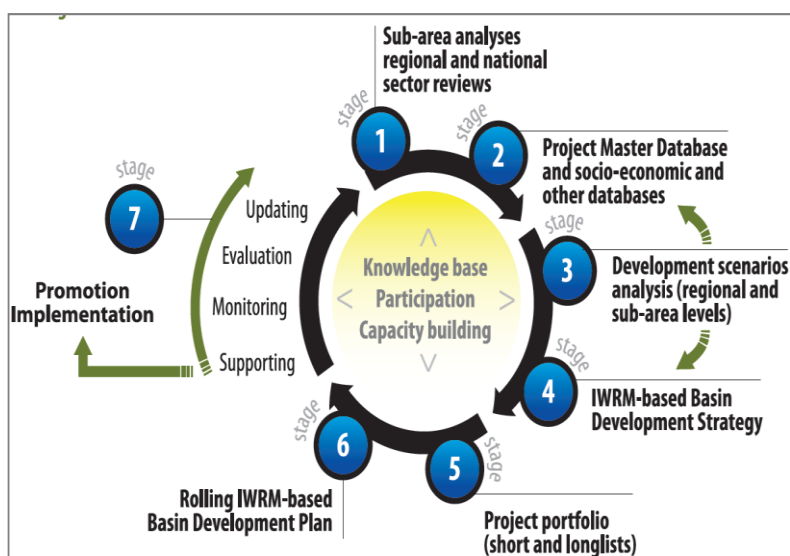 Sub-area analyses
regional and national
sector reviews
stage
1
stage
2
Project Master Database
and socio-economic and
other databases
stage
3
Development scenarios
analysis (regional and
sub-area levels)
stage
4
IWRM-based Basin
Development Strategy
stage
5
Project portfolio
(short and longlists)
stage
6
Rolling IWRM-based
Basin Development Plan
stage
7
Updating
Evaluation
Monitoring
Supporting
Promotion
Implementation
Knowledge base
Participation
Capacity building